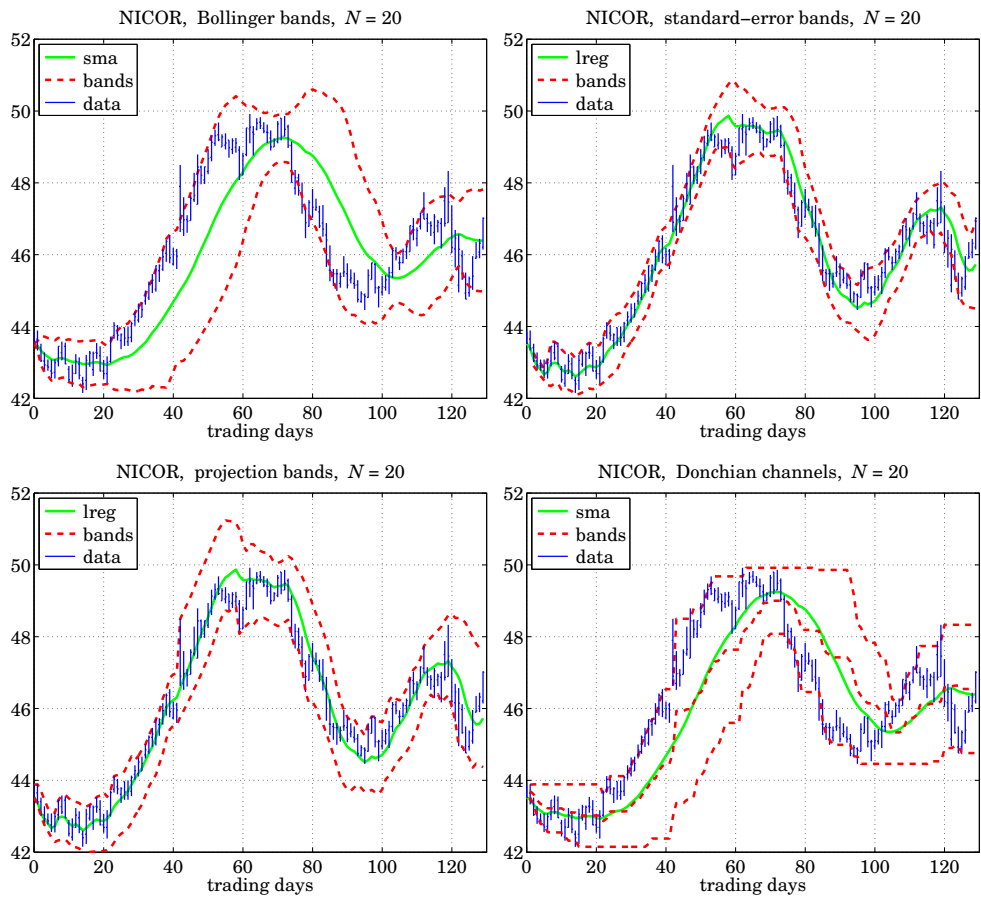 NICOR, Bollinger bands, N = 20
52
50
48
46
44
42
sma
bands
data
0
20
40
60
80
100
120
trading days
NICOR, standard–error bands, N = 20
52
50
48
46
44
42
lreg
bands
data
0
20
40
60
80
100
120
trading days
NICOR, projection bands, N = 20
52
50
48
46
44
42
lreg
bands
data
0
20
40
60
80
100
120
trading days
NICOR, Donchian channels, N = 20
52
50
48
46
44
42
sma
bands
data
0
20
40
60
80
100
120
trading days